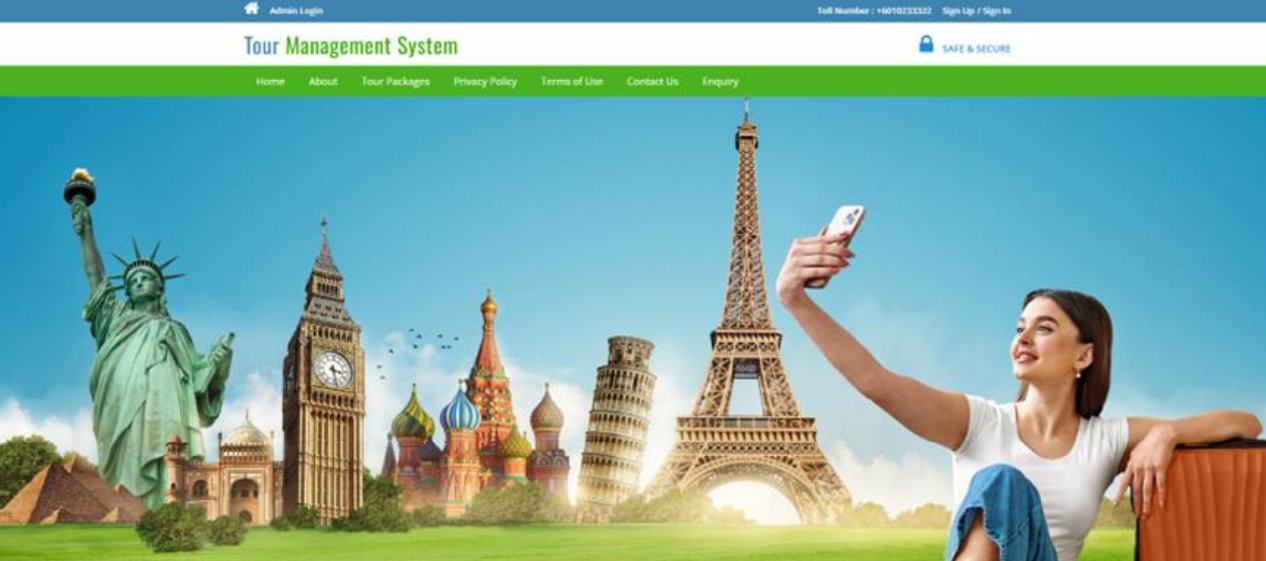 Admin Login
Toll Number : +6010233322 Sign Up / Sign In
Tour Management System
SAFE & SECURE
Home About Tour Packages Privacy Policy Terms of Use Contact Us Enquiry